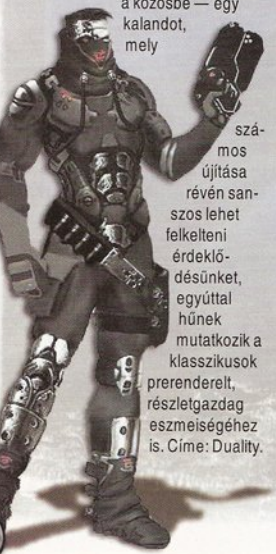 a közösbe — egy
kalandot,
mely
szá-
mos
újítása
révén san-
szos lehet
felkelteni
érdeklő-
désünket,
egyúttal
hűnek
mutatkozik a
klasszikusok
prerenderelt,
részletgazdag
eszmeiségéhez
is. Címe: Duality.